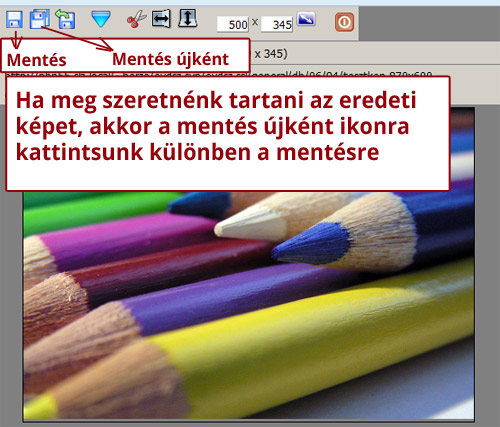 500 x 345
Mentés
Mentés újként
x 345)
Ha meg szeretnénk tartani az eredeti
képet, akkor a mentés újként ikonra
kattintsunk különben a mentésre